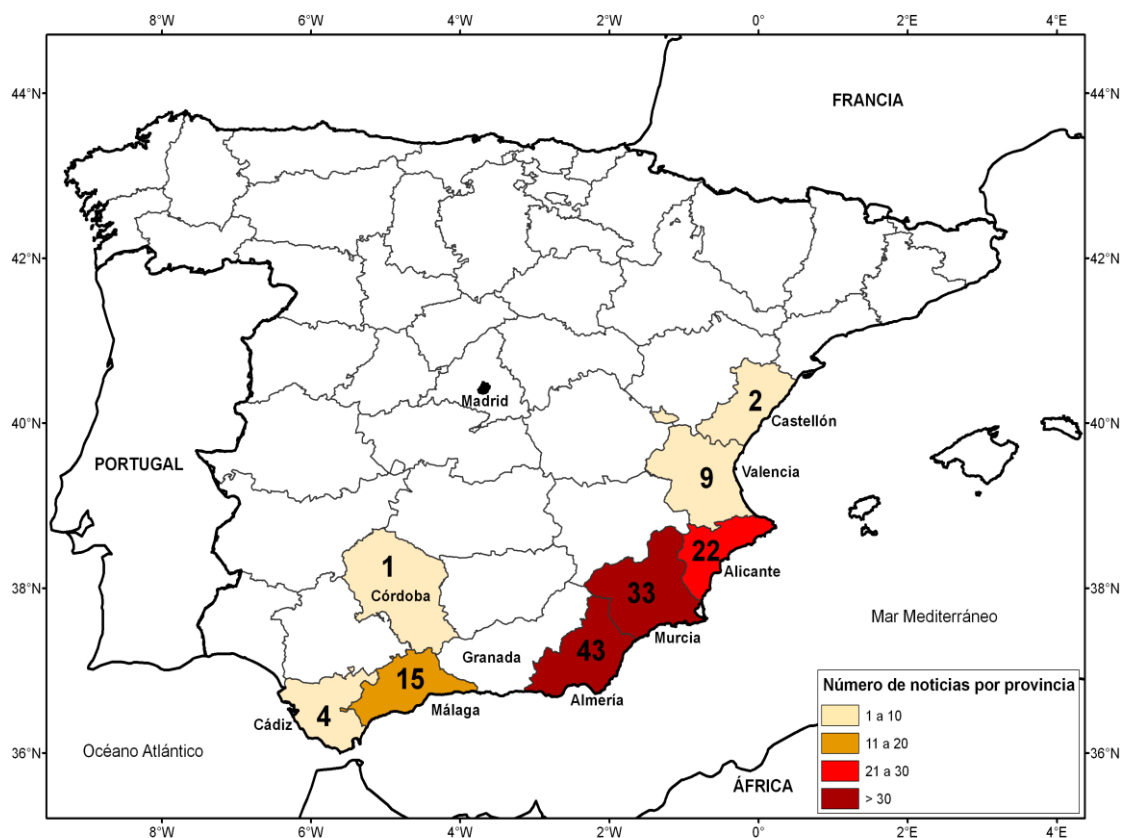 8°W 6°W 4°W 2°W 0° 2°E 4°E
44°N 44°N
FRANCIA
42°N 42°N
Madrid
2
40°N 40°N
Castellón
PORTUGAL
9
Valencia
22
1
Alicante
38°N 38°N
Córdoba
33
Mar Mediterráneo
Murcia
43
Granada
15
Almería
Málaga
4
Cádiz
Océano Atlántico
36°N 36°N
ÁFRICA
Número de noticias por provincia
1 a 10
11 a 20
21 a 30
> 30
8°W 6°W 4°W 2°W 0° 2°E 4°E